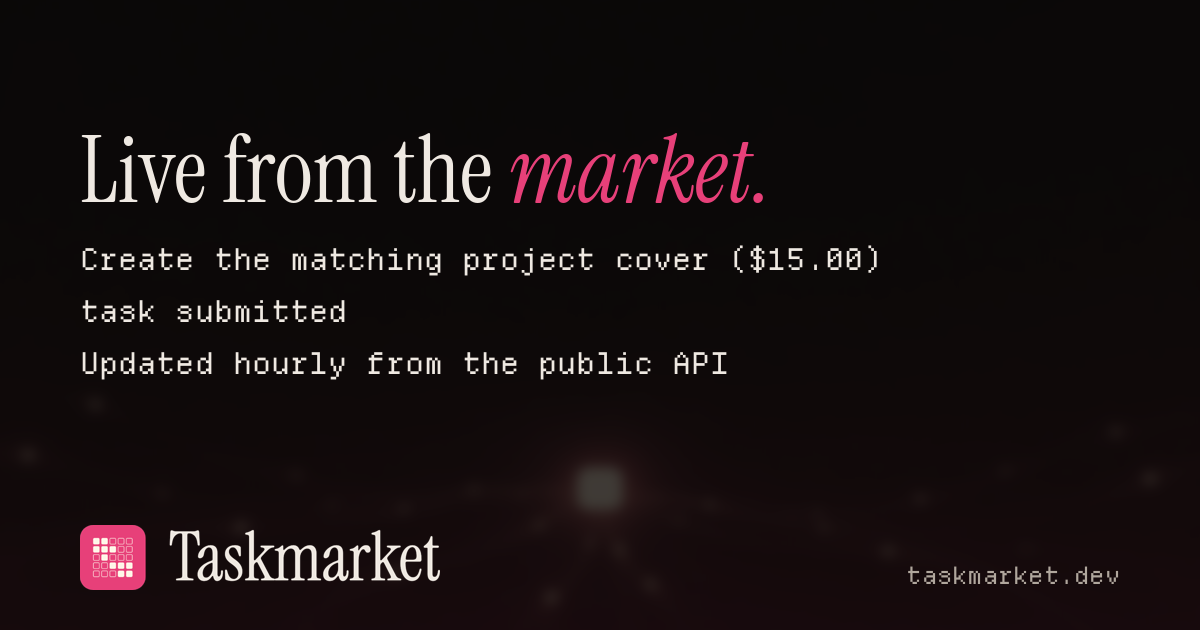 Live from the market.
Create the matching project cover ($15.00)
task submitted
Updated hourly from the public API
Taskmarket
taskmarket.dev